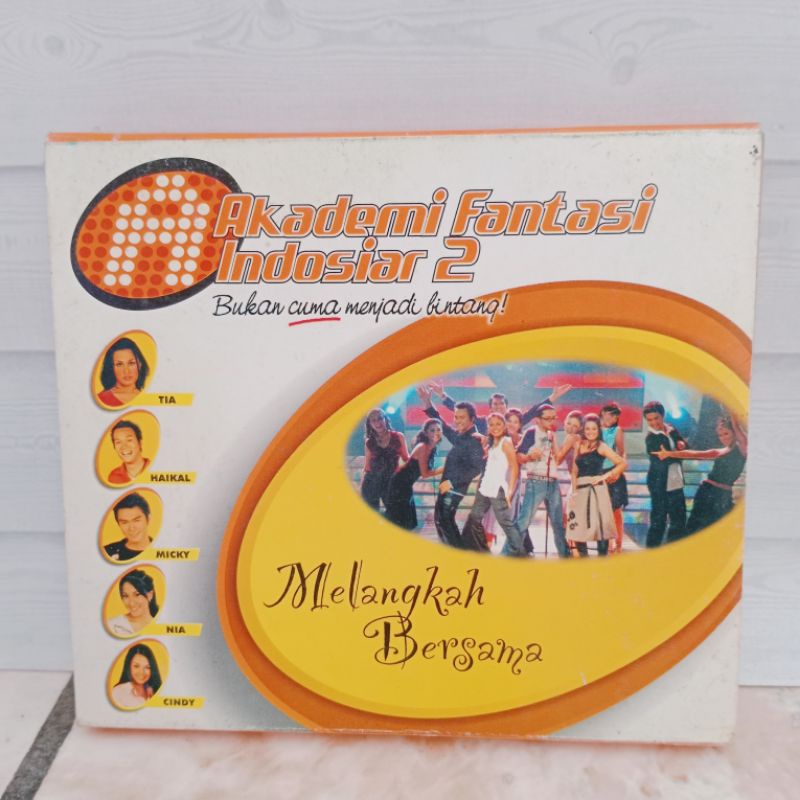 A
Akademi Fantasi
Indosiar 2
Bukan cuma menjadi bintang!
TIA
HAIKAL
MICKY
NIA
CINDY
Melangkah
Bersama